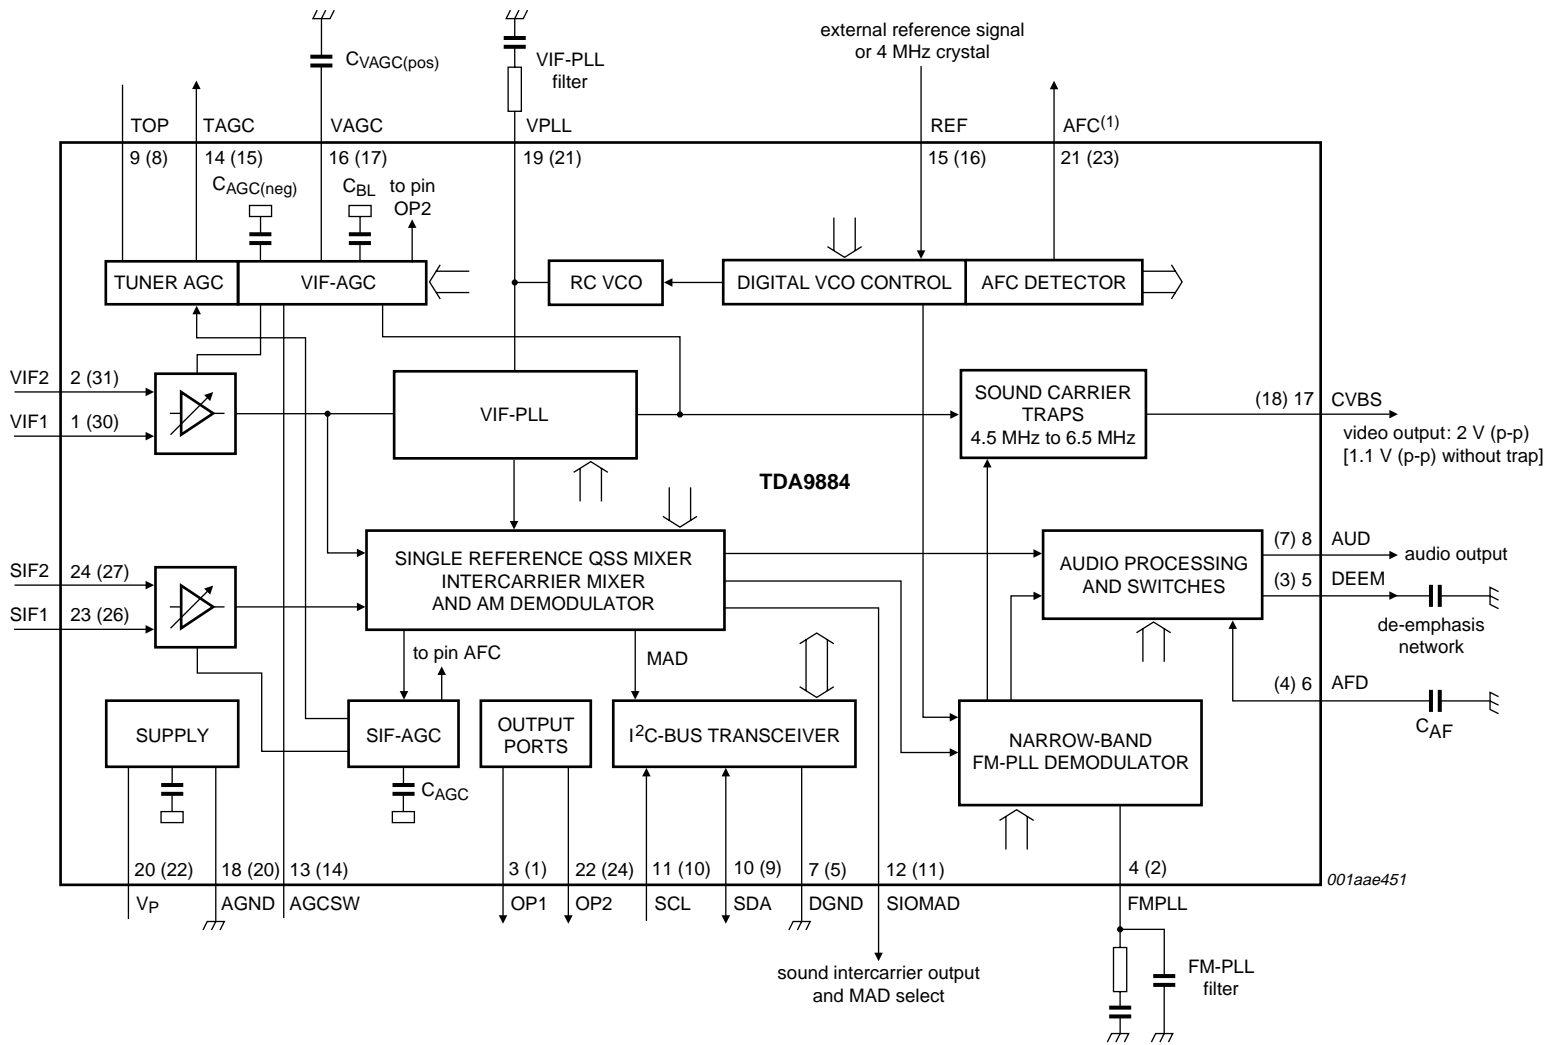 external reference signal
or 4 MHz crystal
CVAGC(pos)
VIF-PLL
filter
TOP
TAGC
VAGC
VPLL
REF
AFC(1)
9 (8)
14 (15)
16 (17)
19 (21)
15 (16)
21 (23)
CAGC(neg)
CBL
to pin
OP2
TUNER AGC
VIF-AGC
RC VCO
DIGITAL VCO CONTROL
AFC DETECTOR
VIF2
2 (31)
VIF1
1 (30)
VIF-PLL
SOUND CARRIER
TRAPS
4.5 MHz to 6.5 MHz
(18) 17
CVBS
video output: 2 V (p-p)
[1.1 V (p-p) without trap]
TDA9884
SIF2
24 (27)
SIF1
23 (26)
SINGLE REFERENCE QSS MIXER
INTERCARRIER MIXER
AND AM DEMODULATOR
AUDIO PROCESSING
AND SWITCHES
(7) 8
AUD
audio output
(3) 5
DEEM
de-emphasis
network
to pin AFC
MAD
(4) 6
AFD
CAF
SUPPLY
SIF-AGC
OUTPUT
PORTS
I2C-BUS TRANSCEIVER
NARROW-BAND
FM-PLL DEMODULATOR
CAGC
20 (22)
18 (20)
13 (14)
3 (1)
22 (24)
11 (10)
10 (9)
7 (5)
12 (11)
4 (2)
001aae451
VP
AGND
AGCSW
OP1
OP2
SCL
SDA
DGND
SIOMAD
FMPLL
sound intercarrier output
and MAD select
FM-PLL
filter